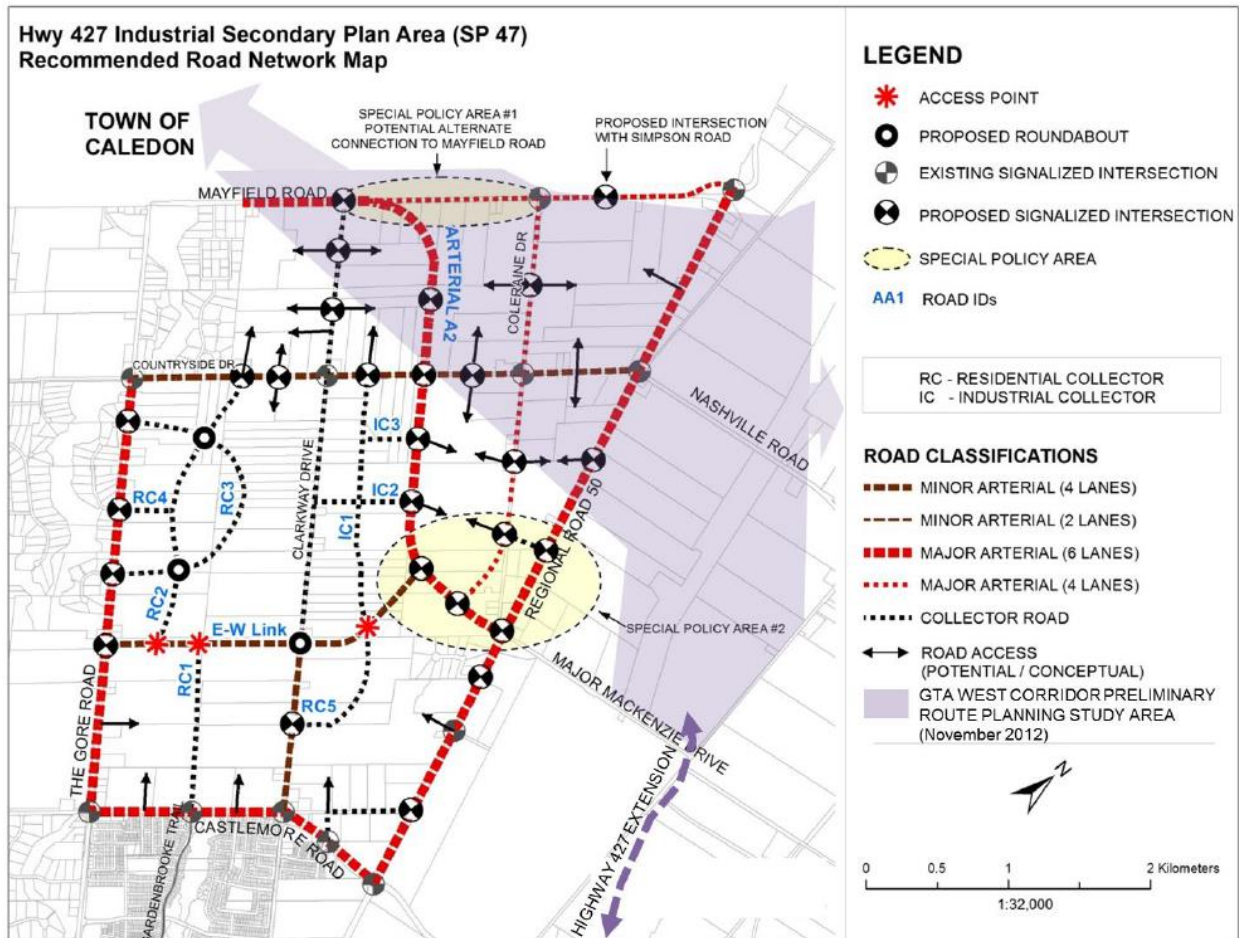 Hwy 427 Industrial Secondary Plan Area (SP 47)
Recommended Road Network Map
TOWN OF
CALEDON
SPECIAL POLICY AREA #1
POTENTIAL ALTERNATE
CONNECTION TO MAYFIELD ROAD
PROPOSED INTERSECTION
WITH SIMPSON ROAD
MAYFIELD ROAD
ARTERIAL A2
COLERAINE DR
COUNTRYSIDE DR
NASHVILLE ROAD
IC3
CLARKWAY DRIVE
RC4
RC3
IC2
IC1
REGIONAL ROAD 50
RC2
E-W Link
SPECIAL POLICY AREA #2
RC1
MAJOR MACKENZIE DRIVE
RC5
THE GORE ROAD
CASTLEMORE ROAD
GARDENBROOKE TRAIL
HIGHWAY 427 EXTENSION
LEGEND
ACCESS POINT
PROPOSED ROUNDABOUT
EXISTING SIGNALIZED INTERSECTION
PROPOSED SIGNALIZED INTERSECTION
SPECIAL POLICY AREA
AA1 ROAD IDs
RC - RESIDENTIAL COLLECTOR
IC - INDUSTRIAL COLLECTOR
ROAD CLASSIFICATIONS
MINOR ARTERIAL (4 LANES)
MINOR ARTERIAL (2 LANES)
MAJOR ARTERIAL (6 LANES)
MAJOR ARTERIAL (4 LANES)
COLLECTOR ROAD
ROAD ACCESS
(POTENTIAL / CONCEPTUAL)
GTA WEST CORRIDOR PRELIMINARY
ROUTE PLANNING STUDY AREA
(November 2012)
N
0 0.5 1 2 Kilometers
1:32,000